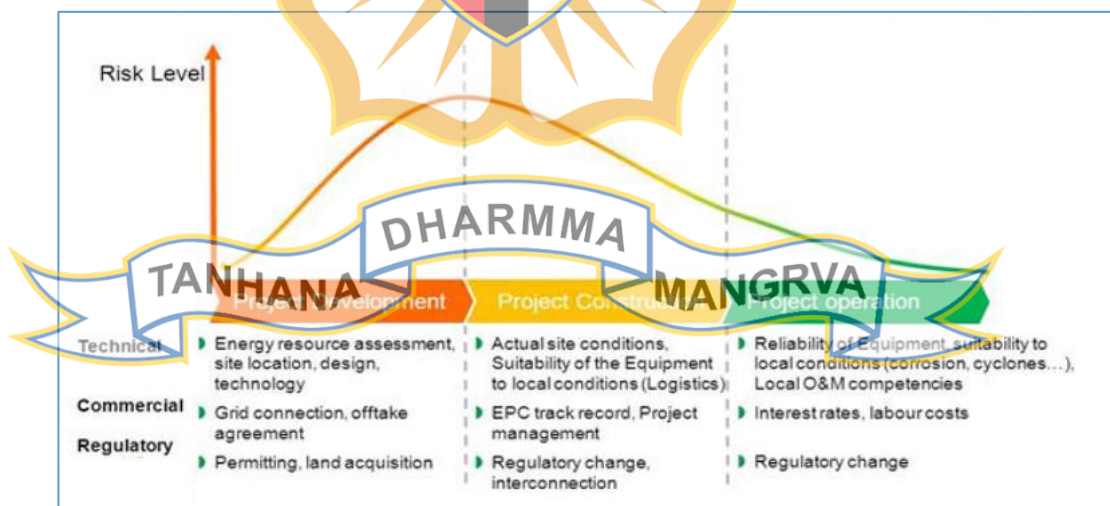 Risk Level
DHARMMA
TANHANA
MANGRVA
Project Development
Project Construction
Project operation
Technical
Energy resource assessment,
site location, design,
technology
Actual site conditions,
Suitability of the Equipment
to local conditions (Logistics)
Reliability of Equipment, suitability to
local conditions (corrosion, cyclones…),
Local O&M competencies
Commercial
Grid connection, offtake
agreement
EPC track record, Project
management
Interest rates, labour costs
Regulatory
Permitting, land acquisition
Regulatory change,
interconnection
Regulatory change